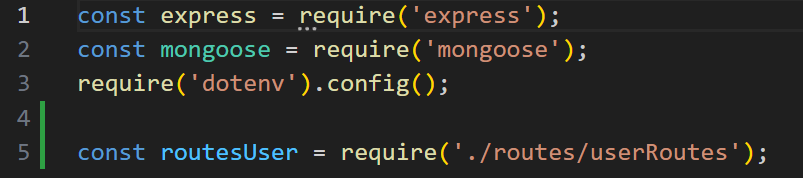 1 const express = require('express');
2 const mongoose = require('mongoose');
3 require('dotenv').config();
4
5 const routesUser = require('./routes/userRoutes');